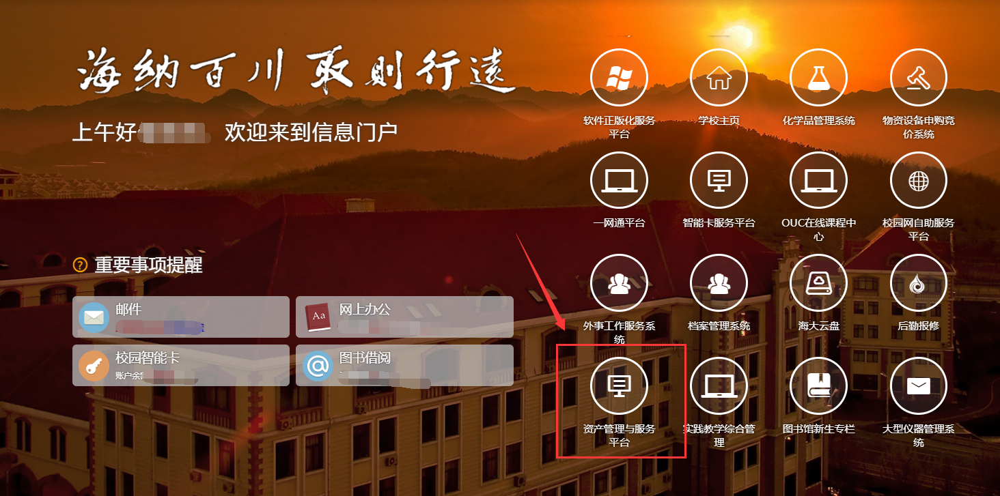 海纳百川 取则行远
上午好
欢迎来到信息门户
重要事项提醒
邮件
网上办公
校园智能卡
账户余
图书借阅
Aa
软件正版化服务
平台
学校主页
化学品管理系统
物资设备申购竞
价系统
一网通平台
智能卡服务平台
OUC在线课程中
心
校园网自助服务
平台
外事工作服务系
统
档案管理系统
海大云盘
后勤报修
资产管理与服务
平台
实践教学综合管
理
图书馆新生专栏
大型仪器管理系
统